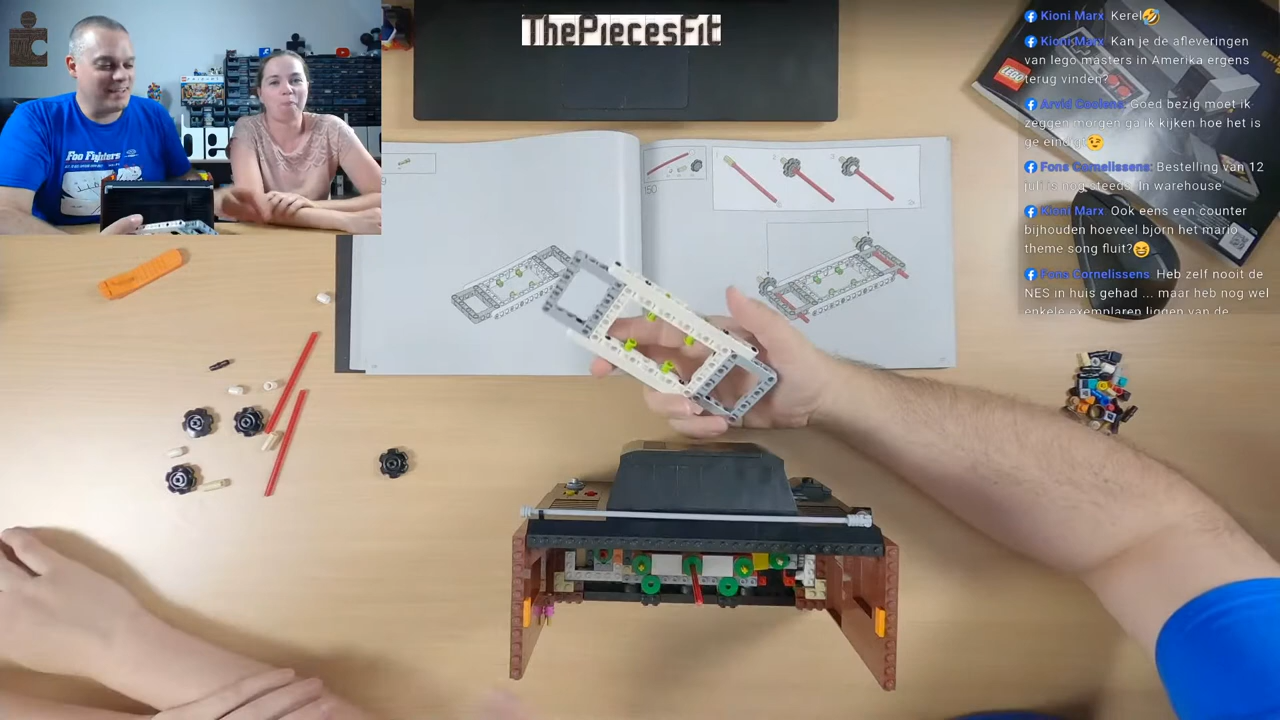 ThePiecesFit
Foo Fighters
LEGO
150
Kioni Marx Kerel🤣
Kioni Marx Kan je de afleveringen
van lego masters in Amerika ergens
terug vinden?
Arvid Coolens: Goed bezig moet ik
zeggen morgen ga ik kijken hoe het is
ge eindigt😉
Fons Cornelissens: Bestelling van 12
juli is nog steeds 'In warehouse'
Kioni Marx Ook eens een counter
bijhouden hoeveel bjorn het mario
theme song fluit?😆
Fons Cornelissens Heb zelf nooit de
NES in huis gehad ... maar heb nog wel
enkele exemplaren liggen van de